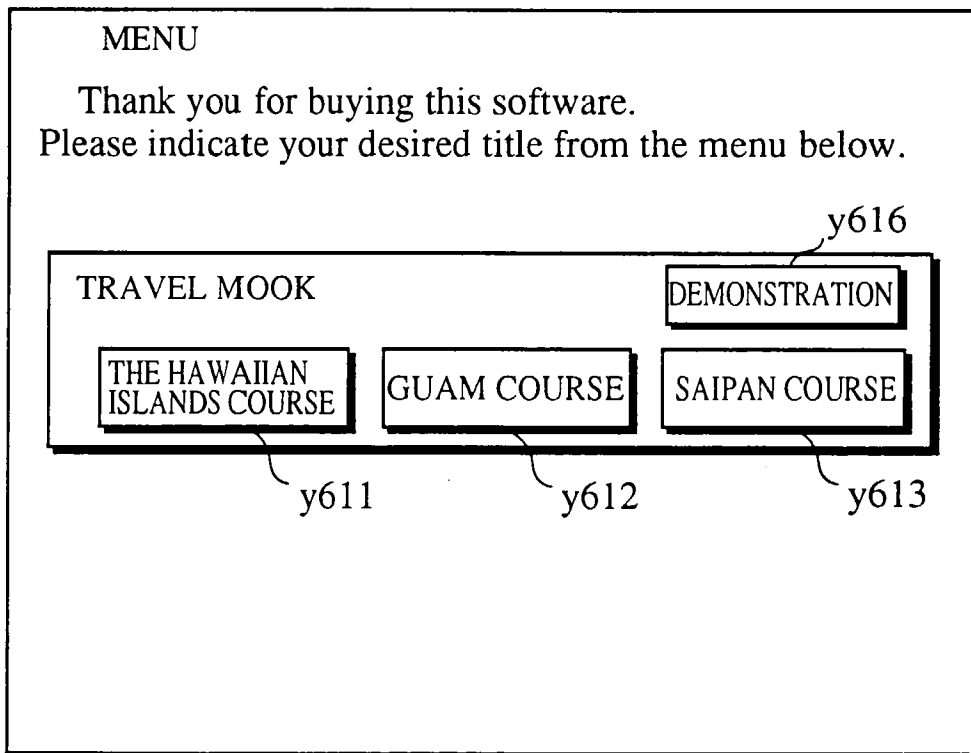 MENU
Thank you for buying this software.
Please indicate your desired title from the menu below.
y616
TRAVEL MOOK
DEMONSTRATION
THE HAWAIIAN
ISLANDS COURSE
GUAM COURSE
SAIPAN COURSE
y611
y612
y613